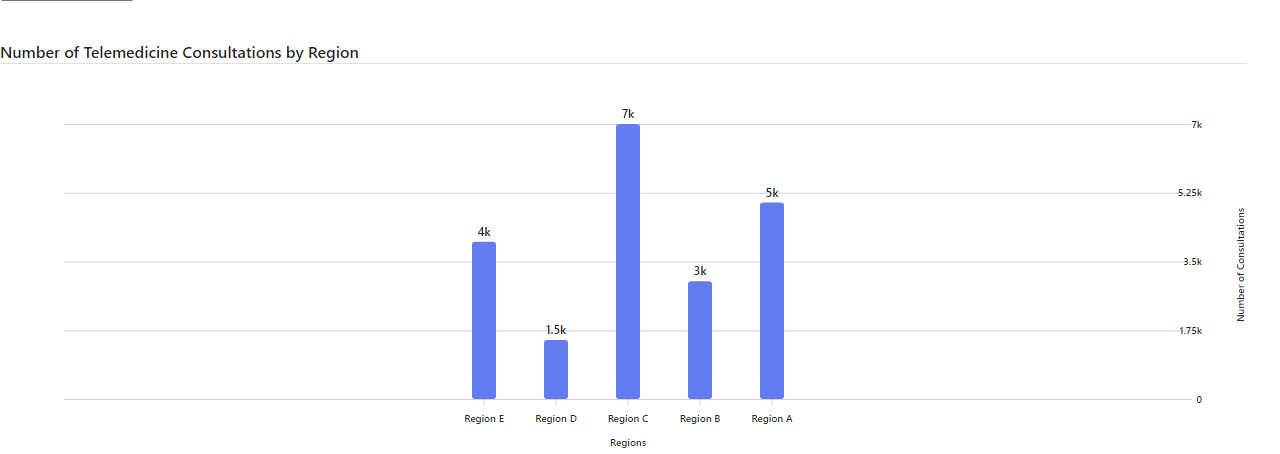 Number of Telemedicine Consultations by Region
7k
7k
5k
5.25k
4k
3k
3.5k
1.5k
1.75k
0
Number of Consultations
Region E
Region D
Region C
Region B
Region A
Regions